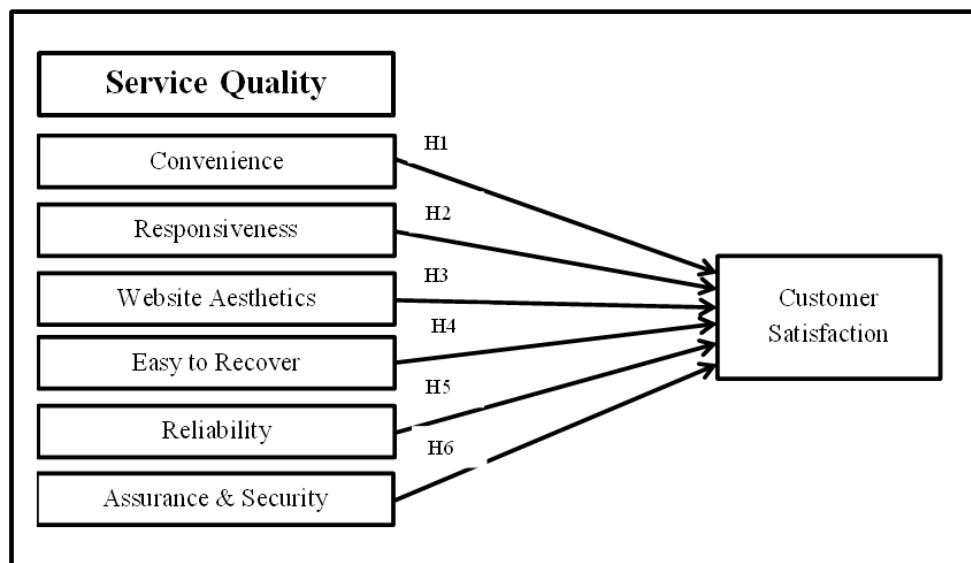 Service Quality
Convenience
H1
Responsiveness
H2
Website Aesthetics
H3
Easy to Recover
H4
Reliability
H5
Assurance & Security
H6
Customer
Satisfaction